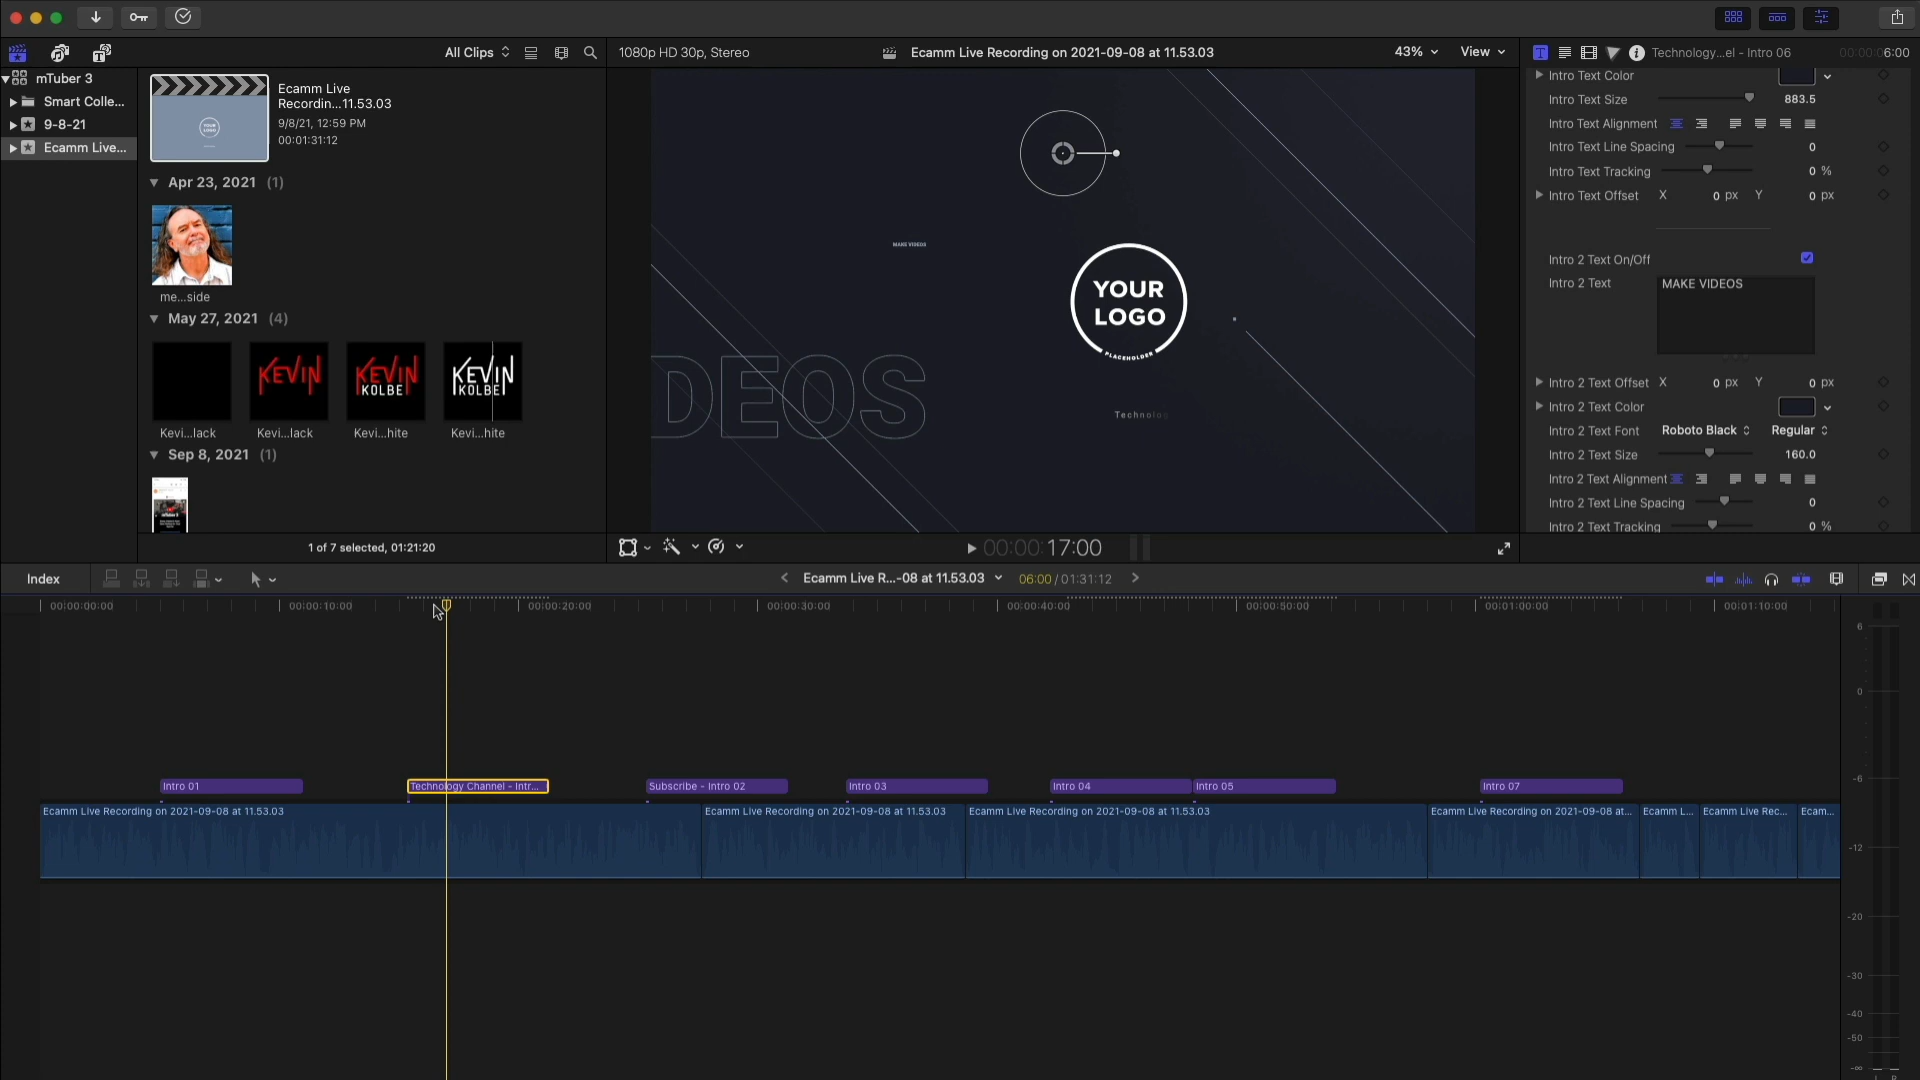 All Clips
1080p HD 30p, Stereo
Ecamm Live Recording on 2021-09-08 at 11.53.03
43%
View
Technology...el - Intro 06
00:00:06:00
mTuber 3
Smart Colle...
9-8-21
Ecamm Live...
Ecamm Live
Recordin...11.53.03
9/8/21, 12:59 PM
00:01:31:12
Apr 23, 2021 (1)
me...side
May 27, 2021 (4)
KEVIN
KEVIN
KOLBE
KEVIN
KOLBE
Kevi...lack
Kevi...lack
Kevi...hite
Kevi...hite
Sep 8, 2021 (1)
1 of 7 selected, 01:21:20
MAKE VIDEOS
YOUR
LOGO
PLACEHOLDER
DEOS
Technolog
00:00:17:00
Intro Text Color
Intro Text Size 883.5
Intro Text Alignment
Intro Text Line Spacing 0
Intro Text Tracking 0 %
Intro Text Offset X 0 px Y 0 px
Intro 2 Text On/Off
Intro 2 Text MAKE VIDEOS
Intro 2 Text Offset X 0 px Y 0 px
Intro 2 Text Color
Intro 2 Text Font Roboto Black Regular
Intro 2 Text Size 160.0
Intro 2 Text Alignment
Intro 2 Text Line Spacing 0
Intro 2 Text Tracking 0 %
Index
Ecamm Live R...-08 at 11.53.03
06:00 / 01:31:12
00:00:00:00
00:00:10:00
00:00:20:00
00:00:30:00
00:00:40:00
00:00:50:00
00:01:00:00
00:01:10:00
Intro 01
Technology Channel - Intr...
Subscribe - Intro 02
Intro 03
Intro 04
Intro 05
Intro 07
Ecamm Live Recording on 2021-09-08 at 11.53.03
Ecamm Live Recording on 2021-09-08 at 11.53.03
Ecamm Live Recording on 2021-09-08 at 11.53.03
Ecamm Live Recording on 2021-09-08 at...
Ecamm L...
Ecamm Live Rec...
Ecam...
6
0
-6
-12
-20
-30
-40
-50
-∞